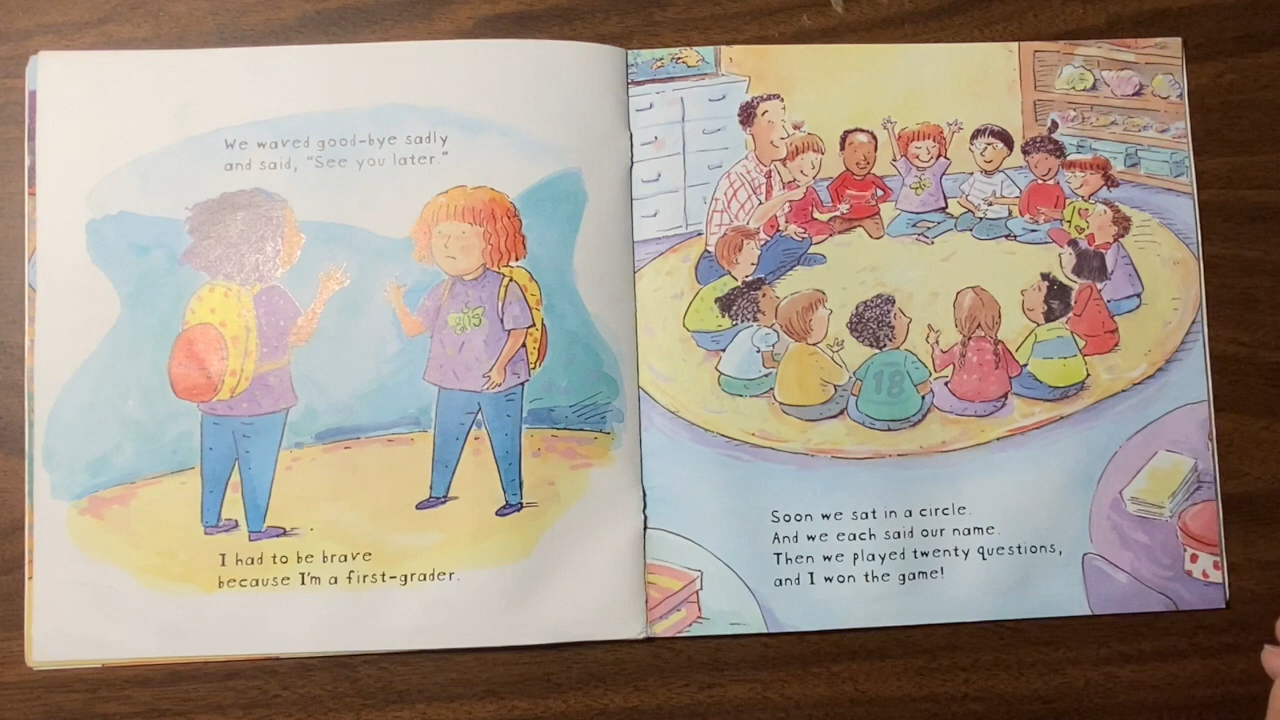 We waved good-bye sadly
and said, "See you later."
I had to be brave
because I'm a first-grader.
18
Soon we sat in a circle.
And we each said our name.
Then we played twenty questions,
and I won the game!